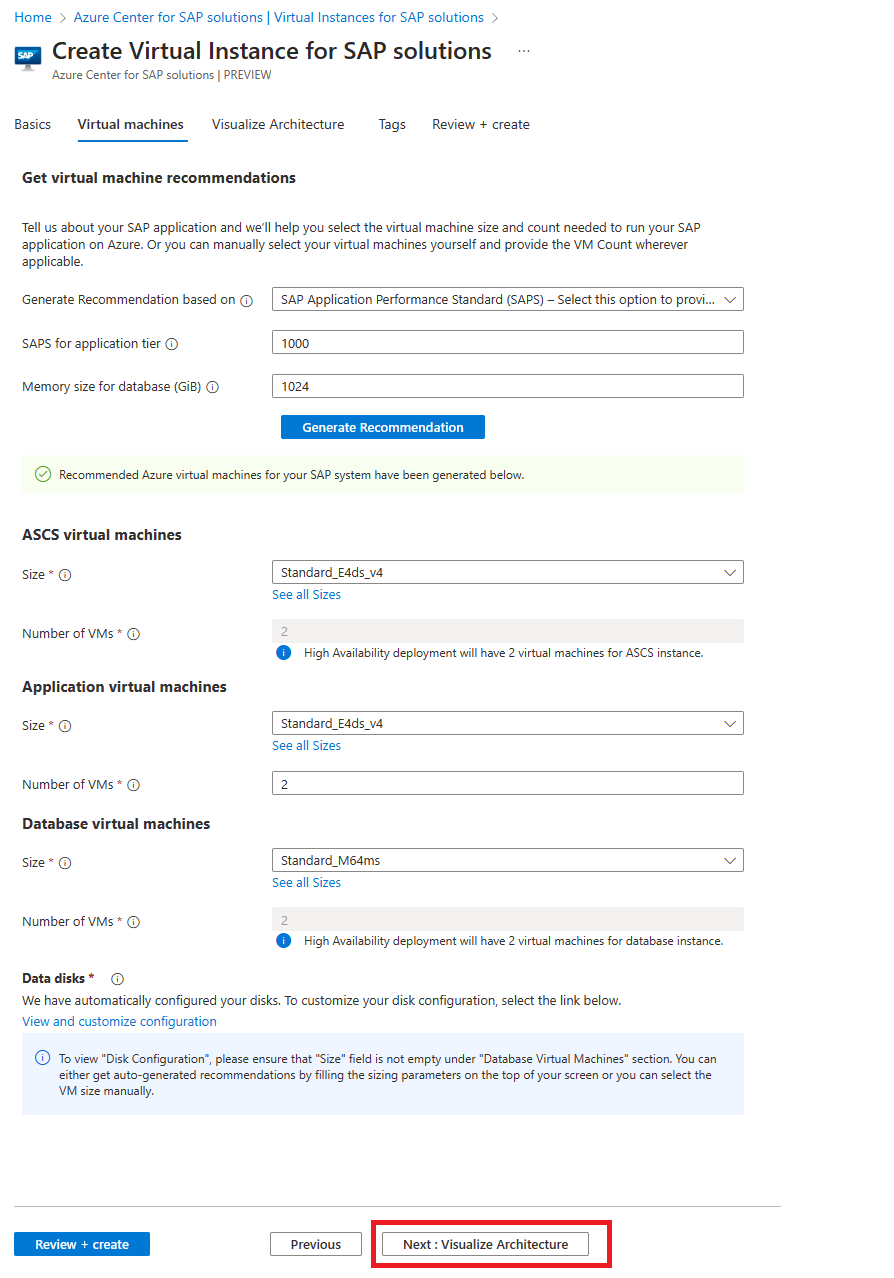 Home > Azure Center for SAP solutions | Virtual Instances for SAP solutions >
SAP
Create Virtual Instance for SAP solutions ...
Azure Center for SAP solutions | PREVIEW
Basics Virtual machines Visualize Architecture Tags Review + create
Get virtual machine recommendations
Tell us about your SAP application and we'll help you select the virtual machine size and count needed to run your SAP
application on Azure. Or you can manually select your virtual machines yourself and provide the VM Count wherever
applicable.
Generate Recommendation based on SAP Application Performance Standard (SAPS) – Select this option to provi...
SAPS for application tier 1000
Memory size for database (GiB) 1024
Generate Recommendation
Recommended Azure virtual machines for your SAP system have been generated below.
ASCS virtual machines
Size * Standard_E4ds_v4
See all Sizes
Number of VMs * 2
High Availability deployment will have 2 virtual machines for ASCS instance.
Application virtual machines
Size * Standard_E4ds_v4
See all Sizes
Number of VMs * 2
Database virtual machines
Size * Standard_M64ms
See all Sizes
Number of VMs * 2
High Availability deployment will have 2 virtual machines for database instance.
Data disks *
We have automatically configured your disks. To customize your disk configuration, select the link below.
View and customize configuration
To view "Disk Configuration", please ensure that "Size" field is not empty under "Database Virtual Machines" section. You can
either get auto-generated recommendations by filling the sizing parameters on the top of your screen or you can select the
VM size manually.
Review + create Previous Next : Visualize Architecture